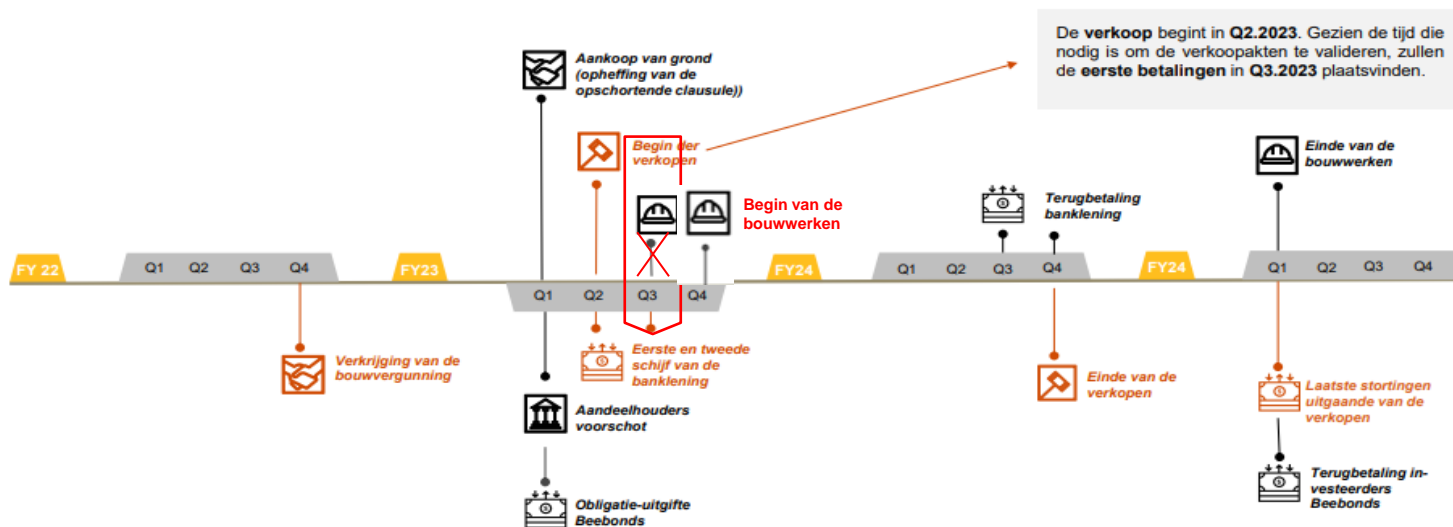 De verkoop begint in Q2.2023. Gezien de tijd die
nodig is om de verkoopakten te valideren, zullen
de eerste betalingen in Q3.2023 plaatsvinden.
Aankoop van grond
(opheffing van de
opschortende clausule))
Begin der
verkopen
Begin van de
bouwwerken
Terugbetaling
banklening
Einde van de
bouwwerken
FY 22
Q1
Q2
Q3
Q4
FY23
Q1
Q2
Q3
Q4
FY24
Q1
Q2
Q3
Q4
FY24
Q1
Q2
Q3
Q4
Verkrijging van de
bouwvergunning
Eerste en tweede
schijf van de
banklening
Aandeelhouders
voorschot
Obligatie-uitgifte
Beebonds
Einde van de
verkopen
Laatste stortingen
uitgaande van de
verkopen
Terugbetaling in-
vesteerders
Beebonds